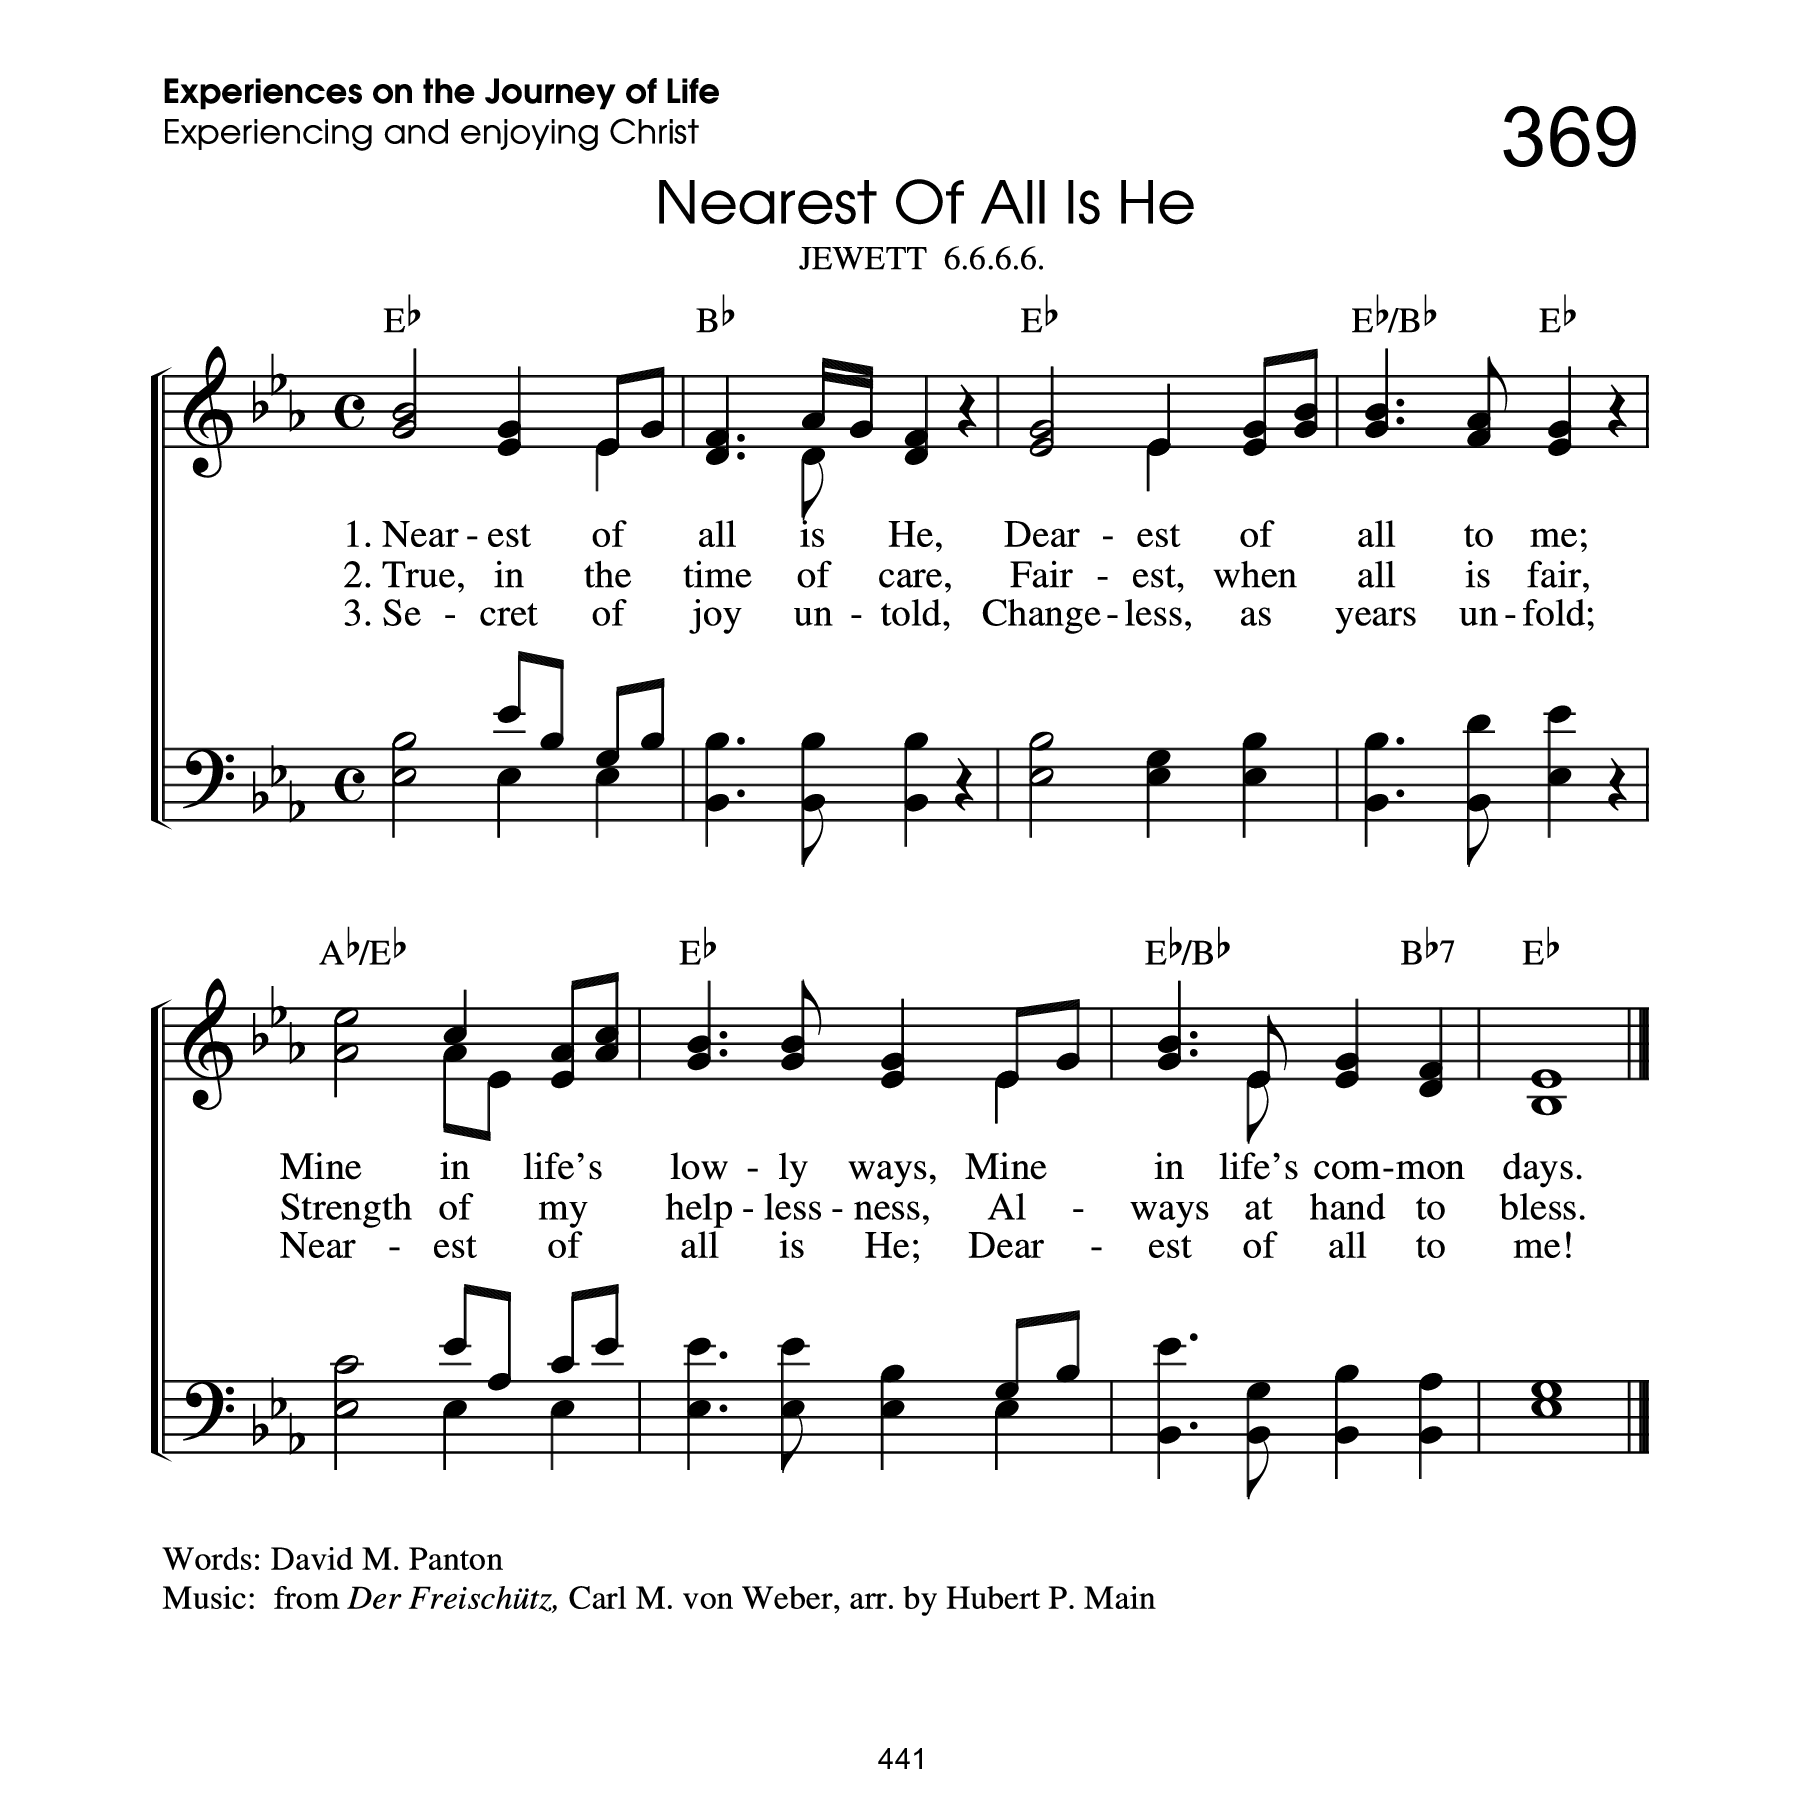 Experiences on the Journey of Life
Experiencing and enjoying Christ
369
Nearest Of All Is He
JEWETT 6.6.6.6.
E♭ B♭ E♭ E♭/B♭ E♭
1. Near - est of all is He, Dear - est of all to me;
2. True, in the time of care, Fair - est, when all is fair,
3. Se - cret of joy un - told, Change - less, as years un - fold;
A♭/E♭ E♭ E♭/B♭ B♭7 E♭
Mine in life's low - ly ways, Mine in life's com - mon days.
Strength of my help - less - ness, Al - ways at hand to bless.
Near - est of all is He; Dear - est of all to me!
Words: David M. Panton
Music: from Der Freischütz, Carl M. von Weber, arr. by Hubert P. Main
441